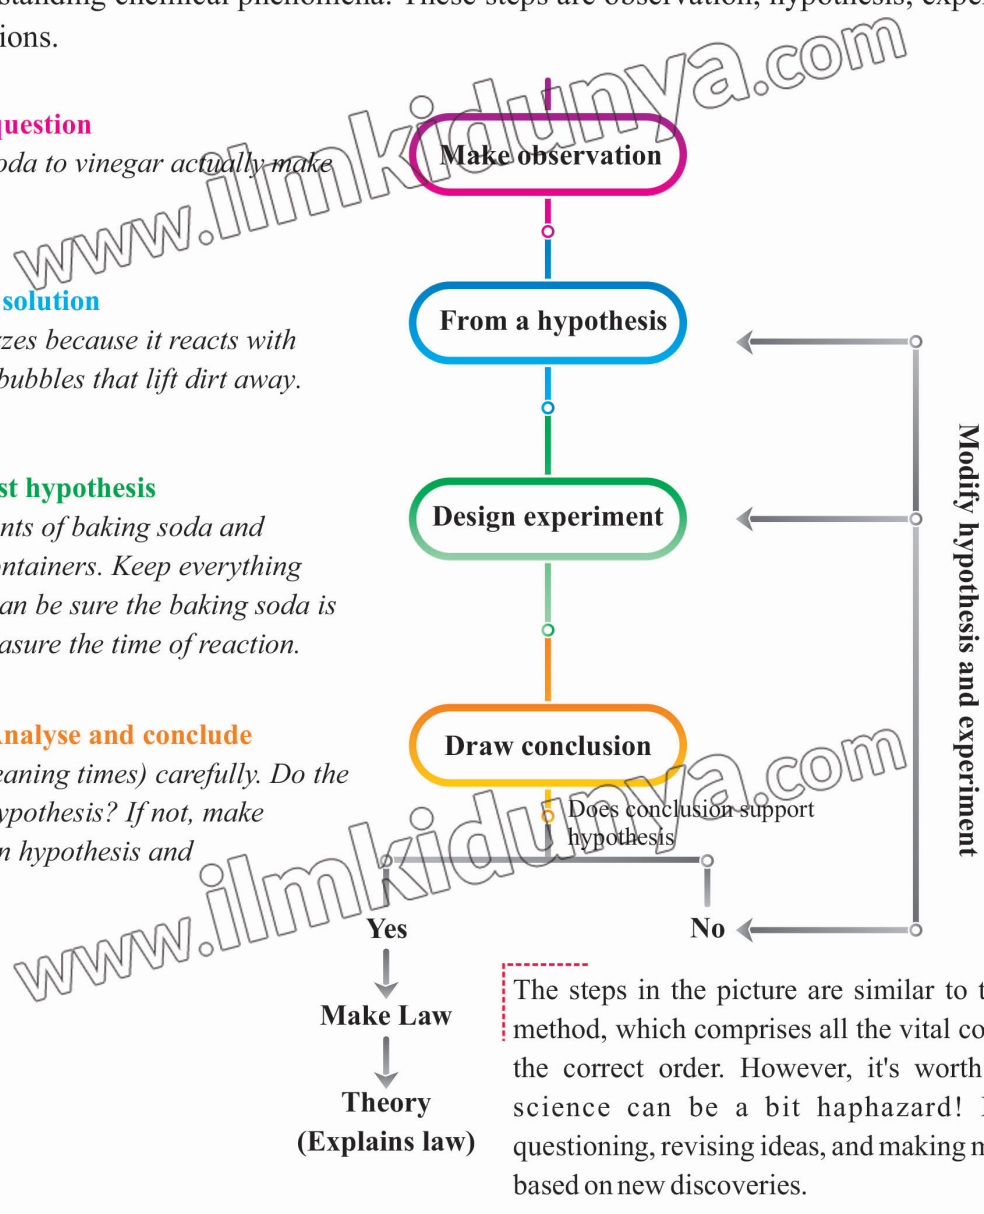 standing chemical phenomena. These steps are observation, hypothesis,
ions.
question
oda to vinegar actually make
solution
zes because it reacts with
bubbles that lift dirt away.
st hypothesis
nts of baking soda and
ontainers. Keep everything
an be sure the baking soda is
asure the time of reaction.
Analyse and conclude
eaning times) carefully. Do the
ypothesis? If not, make
n hypothesis and
Make observation
From a hypothesis
Design experiment
Draw conclusion
Does conclusion support
hypothesis
Yes
No
Make Law
Theory
(Explains law)
Modify hypothesis and experiment
The steps in the picture are similar to
method, which comprises all the vital
the correct order. However, it's worth
science can be a bit haphazard!
questioning, revising ideas, and making
based on new discoveries.
www.ilmkidunya.com
www.ilmkidunya.com